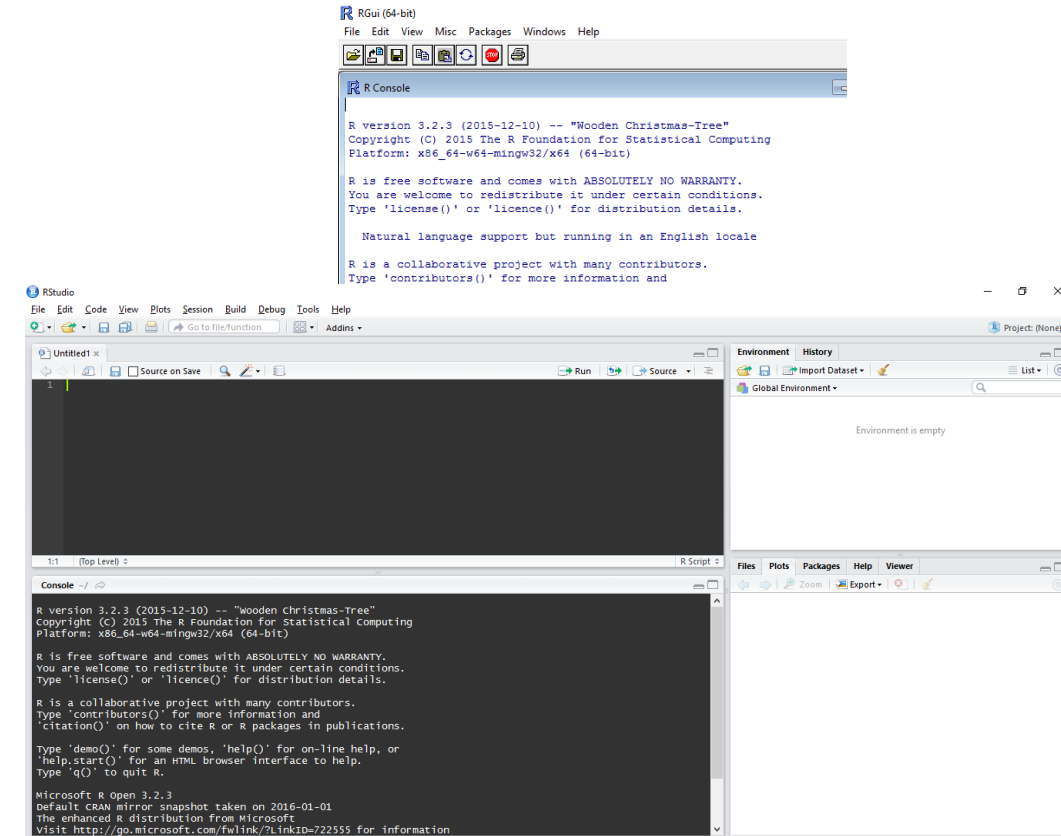 RGui (64-bit)
File Edit View Misc Packages Windows Help
STOP
R Console
R version 3.2.3 (2015-12-10) -- "Wooden Christmas-Tree"
Copyright (C) 2015 The R Foundation for Statistical Computing
Platform: x86_64-w64-mingw32/x64 (64-bit)
R is free software and comes with ABSOLUTELY NO WARRANTY.
You are welcome to redistribute it under certain conditions.
Type 'license()' or 'licence()' for distribution details.
Natural language support but running in an English locale
R is a collaborative project with many contributors.
Type 'contributors()' for more information and
RStudio
File Edit Code View Plots Session Build Debug Tools Help
Go to file/function Addins Project: (None)
Untitled1
Source on Save Run Source
1
1:1 (Top Level) R Script
Environment History
Import Dataset List
Global Environment
Environment is empty
Files Plots Packages Help Viewer
Zoom Export
Console ~/
R version 3.2.3 (2015-12-10) -- "Wooden Christmas-Tree"
Copyright (C) 2015 The R Foundation for Statistical Computing
Platform: x86_64-w64-mingw32/x64 (64-bit)
R is free software and comes with ABSOLUTELY NO WARRANTY.
You are welcome to redistribute it under certain conditions.
Type 'license()' or 'licence()' for distribution details.
R is a collaborative project with many contributors.
Type 'contributors()' for more information and
'citation()' on how to cite R or R packages in publications.
Type 'demo()' for some demos, 'help()' for on-line help, or
'help.start()' for an HTML browser interface to help.
Type 'q()' to quit R.
Microsoft R Open 3.2.3
Default CRAN mirror snapshot taken on 2016-01-01
The enhanced R distribution from Microsoft
Visit http://go.microsoft.com/fwlink/?LinkID=722555 for information